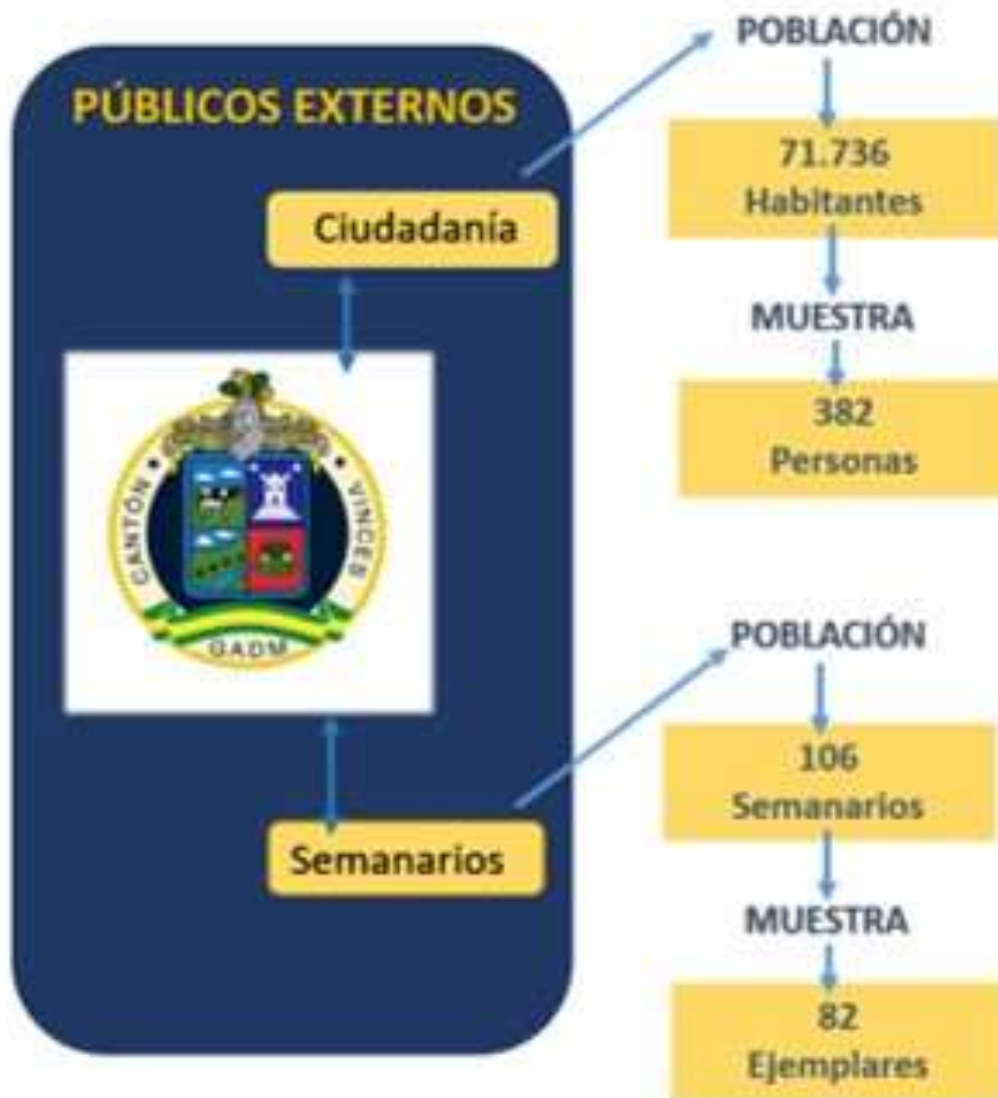 PÚBLICOS EXTERNOS
Ciudadanía
CANTÓN VINCES
GADM
Semanarios
POBLACIÓN
71.736
Habitantes
MUESTRA
382
Personas
POBLACIÓN
106
Semanarios
MUESTRA
82
Ejemplares